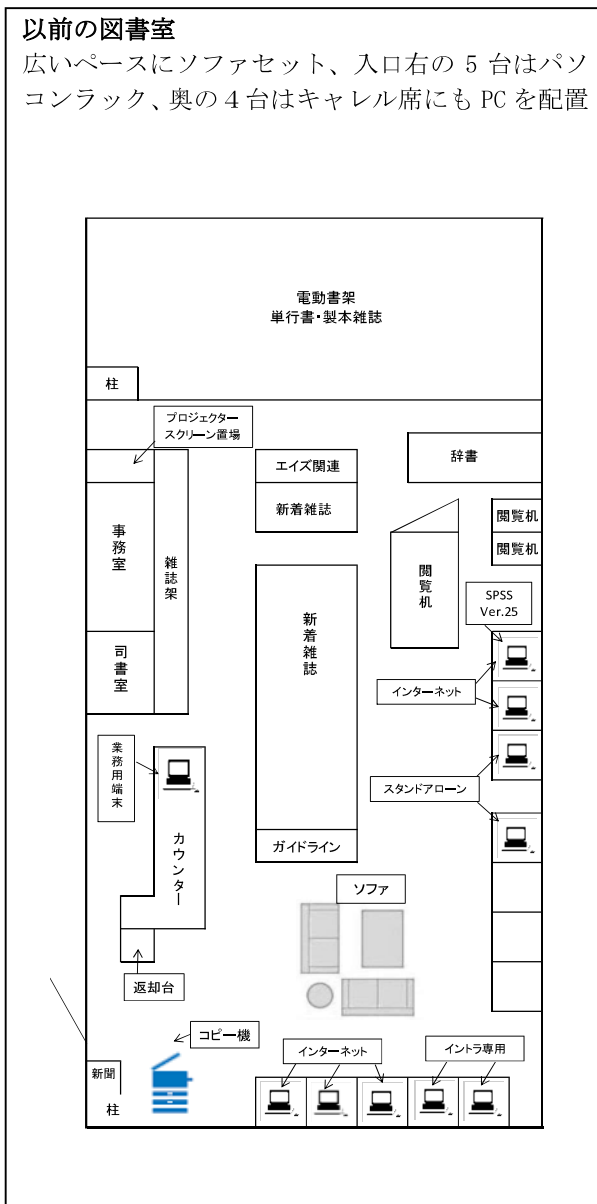 以前の図書室
広いペースにソファセット、入口右の 5 台はパソ
コンラック、奥の 4 台はキャレル席にも PC を配置
電動書架
単行書・製本雑誌
柱
プロジェクター
スクリーン置場
エイズ関連
辞書
新着雑誌
閲覧机
閲覧机
事務室
雑誌架
閲覧机
SPSS
Ver.25
新着雑誌
司書室
インターネット
業務用端末
スタンドアローン
カウンター
ガイドライン
ソファ
返却台
コピー機
インターネット
イントラ専用
新聞
柱